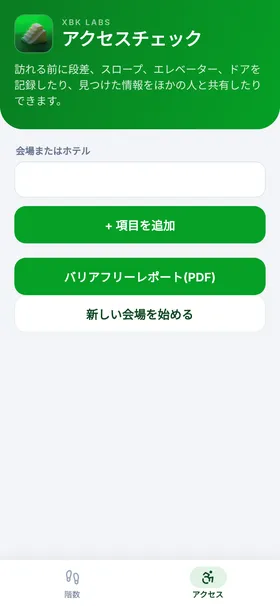 XBK LABS
アクセスチェック
訪れる前に段差、スロープ、エレベーター、ドアを
記録したり、見つけた情報をほかの人と共有したり
できます。
会場またはホテル
+ 項目を追加
バリアフリーレポート(PDF)
新しい会場を始める
階数
アクセス